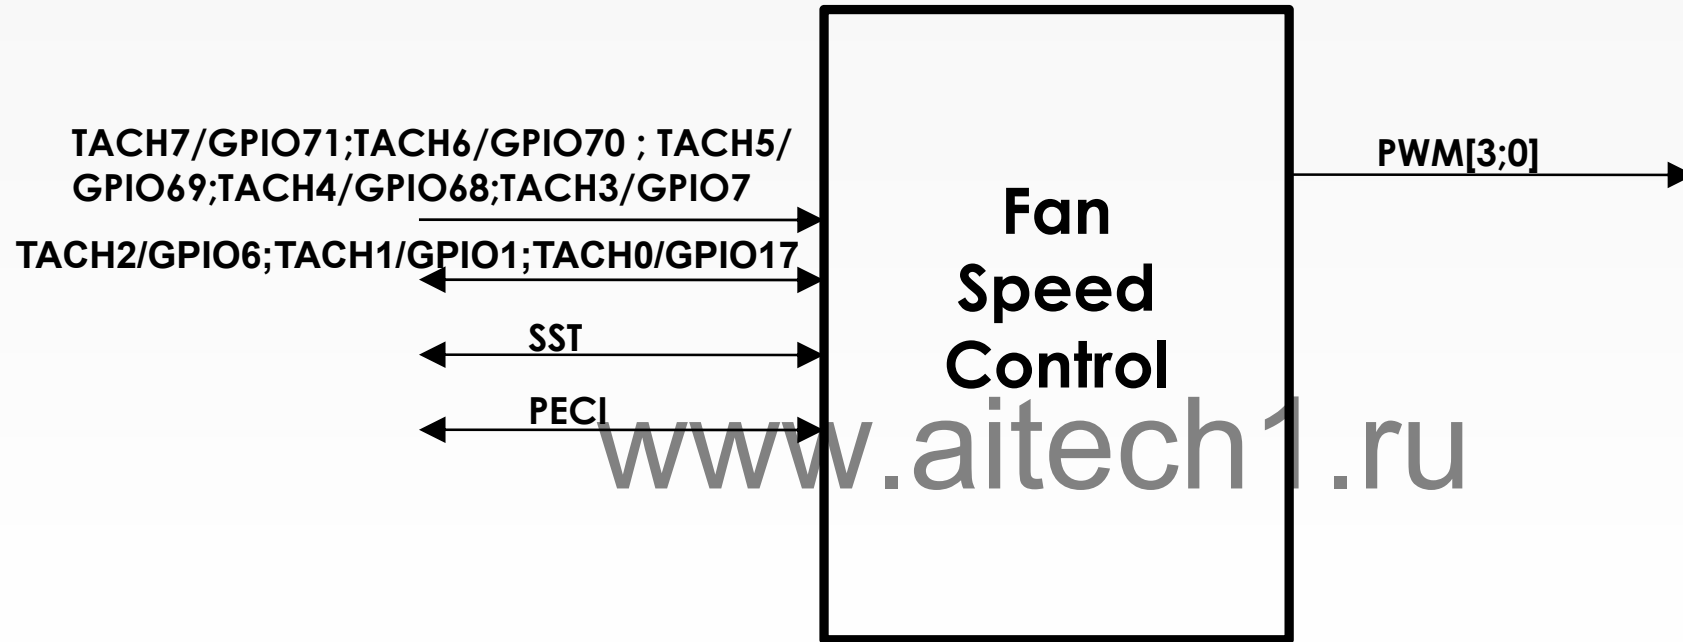 TACH7/GPIO71;TACH6/GPIO70 ; TACH5/
GPIO69;TACH4/GPIO68;TACH3/GPIO7
TACH2/GPIO6;TACH1/GPIO1;TACH0/GPIO17
SST
PECI
Fan
Speed
Control
PWM[3;0]
www.aitech1.ru